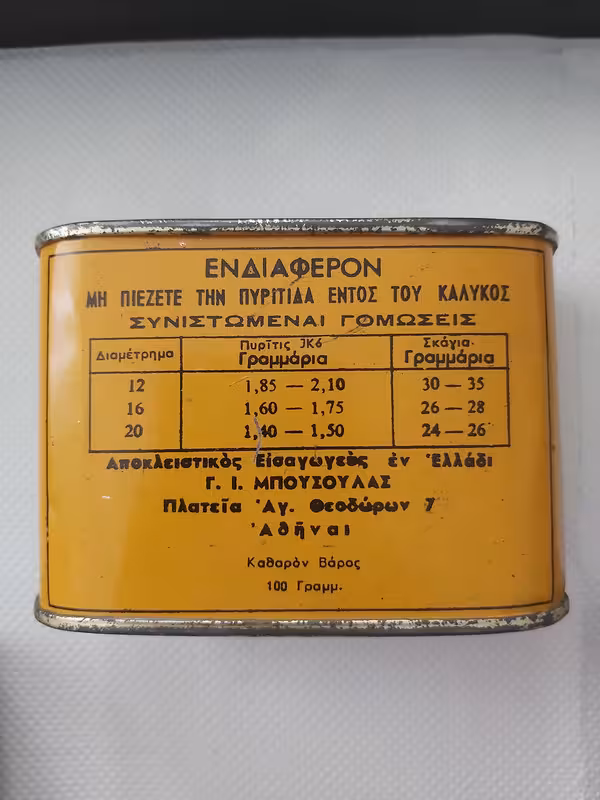 ΕΝΔΙΑΦΕΡΟΝ
ΜΗ ΠΙΕΖΕΤΕ ΤΗΝ ΠΥΡΙΤΙΔΑ ΕΝΤΟΣ ΤΟΥ ΚΑΛΥΚΟΣ
ΣΥΝΙΣΤΩΜΕΝΑΙ ΓΟΜΩΣΕΙΣ
Διαμέτρημα Πυρῖτις JK6 Γραμμάρια Σκάγια Γραμμάρια
12 1,85 — 2,10 30 — 35
16 1,60 — 1,75 26 — 28
20 1,40 — 1,50 24 — 26
Ἀποκλειστικὸς Εἰσαγωγεὺς ἐν Ἑλλάδι
Γ. Ι. ΜΠΟΥΣΟΥΛΑΣ
Πλατεῖα Ἁγ. Θεοδώρων 7
Ἀθῆναι
Καθαρὸν Βάρος
100 Γραμμ.